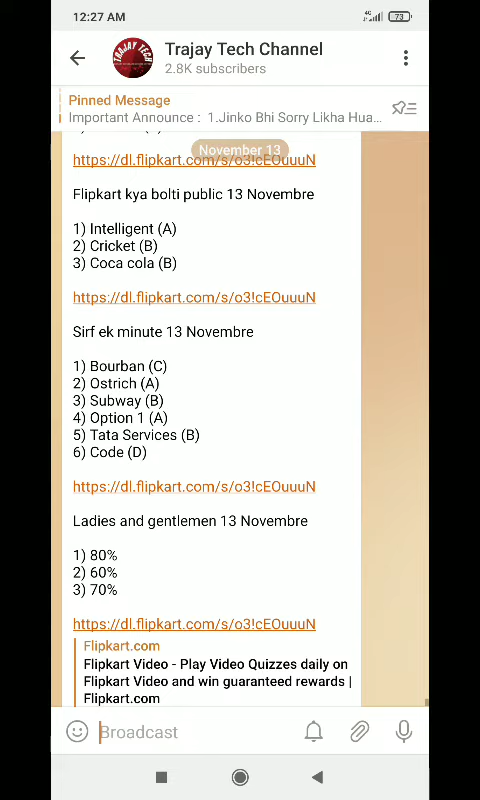 12:27 AM
4G
73
TRAJAY TECH
Trajay Tech Channel
2.8K subscribers
Pinned Message
Important Announce : 1.Jinko Bhi Sorry Likha Hua...
November 13
https://dl.flipkart.com/s/o3!cEOuuuN
Flipkart kya bolti public 13 Novembre
1) Intelligent (A)
2) Cricket (B)
3) Coca cola (B)
https://dl.flipkart.com/s/o3!cEOuuuN
Sirf ek minute 13 Novembre
1) Bourban (C)
2) Ostrich (A)
3) Subway (B)
4) Option 1 (A)
5) Tata Services (B)
6) Code (D)
https://dl.flipkart.com/s/o3!cEOuuuN
Ladies and gentlemen 13 Novembre
1) 80%
2) 60%
3) 70%
https://dl.flipkart.com/s/o3!cEOuuuN
Flipkart.com
Flipkart Video - Play Video Quizzes daily on
Flipkart Video and win guaranteed rewards |
Flipkart.com
Broadcast